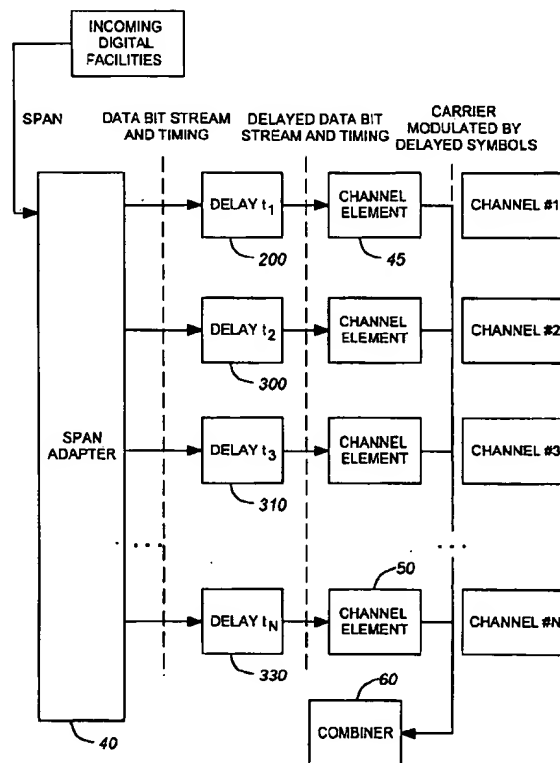 INCOMING
DIGITAL
FACILITIES
SPAN
DATA BIT STREAM
AND TIMING
DELAYED DATA BIT
STREAM AND TIMING
CARRIER
MODULATED BY
DELAYED SYMBOLS
DELAY t1
CHANNEL
ELEMENT
CHANNEL #1
200
45
DELAY t2
CHANNEL
ELEMENT
CHANNEL #2
300
SPAN
ADAPTER
DELAY t3
CHANNEL
ELEMENT
CHANNEL #3
310
50
DELAY tN
CHANNEL
ELEMENT
CHANNEL #N
330
60
COMBINER
40